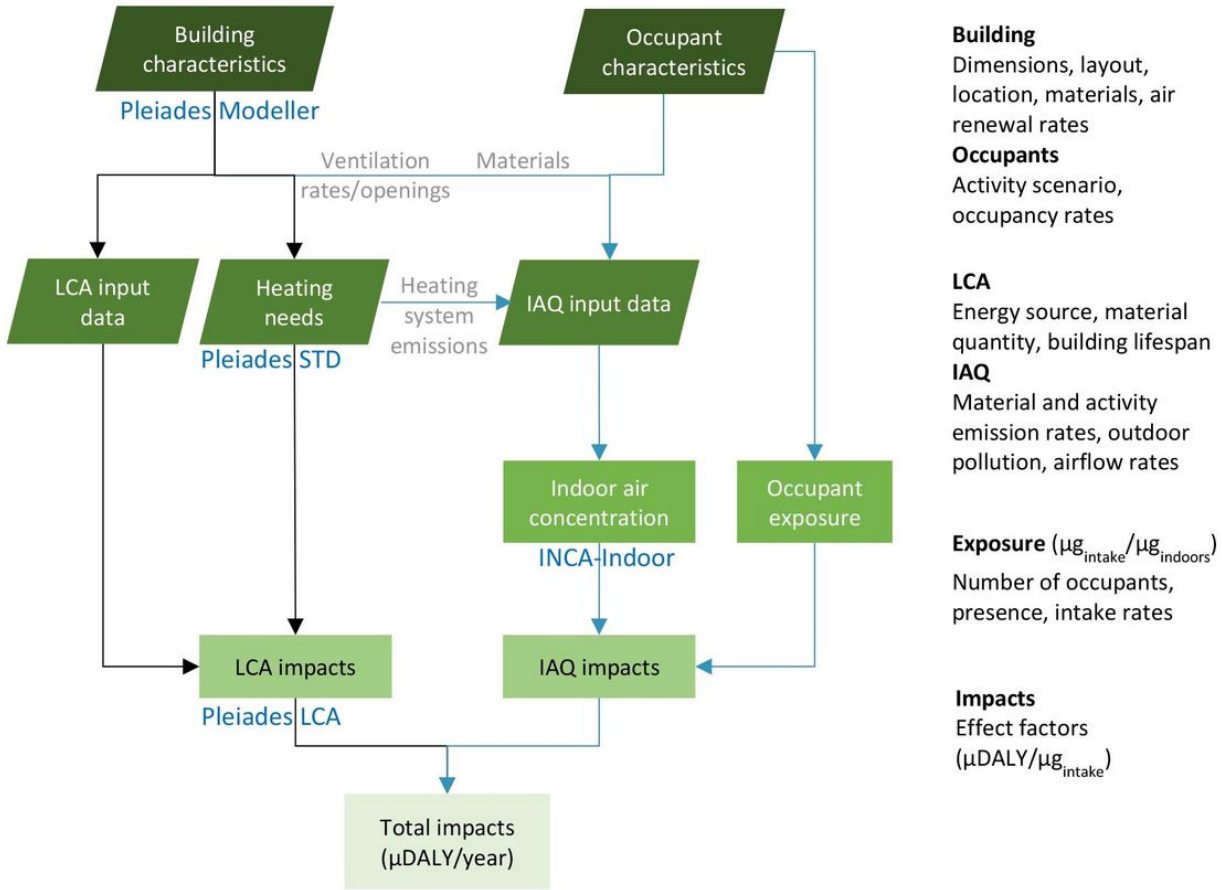 Building
characteristics
Pleiades Modeller
Occupant
characteristics
Ventilation
rates/openings
Materials
LCA input
data
Heating
needs
Pleiades STD
Heating
system
emissions
IAQ input data
Indoor air
concentration
INCA-Indoor
Occupant
exposure
LCA impacts
Pleiades LCA
IAQ impacts
Total impacts
(µDALY/year)
Building
Dimensions, layout,
location, materials, air
renewal rates
Occupants
Activity scenario,
occupancy rates
LCA
Energy source, material
quantity, building lifespan
IAQ
Material and activity
emission rates, outdoor
pollution, airflow rates
Exposure (µgintake/µgindoors)
Number of occupants,
presence, intake rates
Impacts
Effect factors
(µDALY/µgintake)